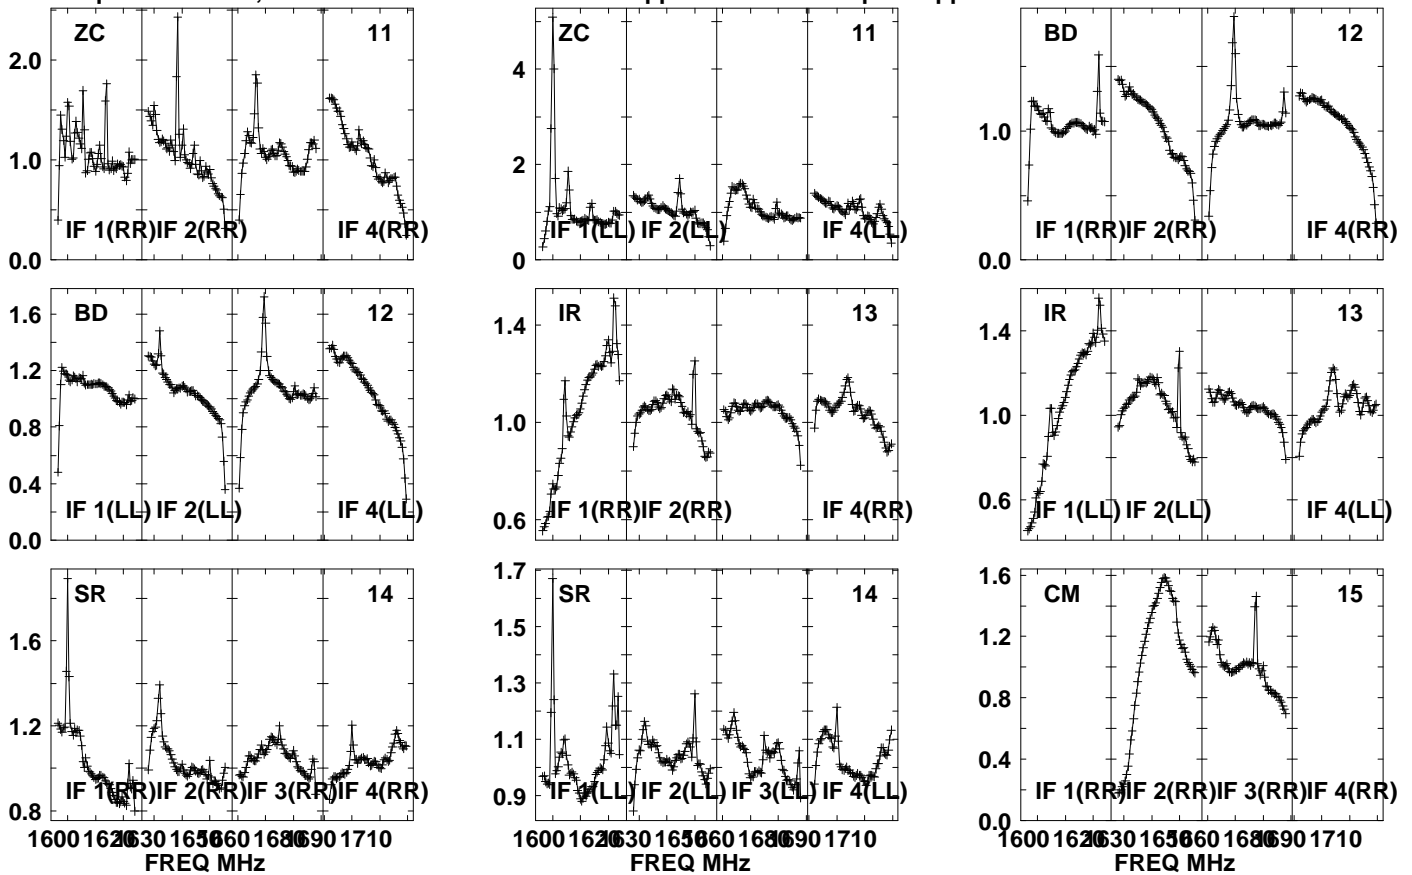 ZC 11 ZC 11 BD 12
2.0
1.5
1.0
0.5
0.0
IF 1(RR) IF 2(RR) IF 4(RR)
4
2
0
IF 1(LL) IF 2(LL) IF 4(LL)
1.0
0.0
IF 1(RR) IF 2(RR) IF 4(RR)
BD 12 IR 13 IR 13
1.6
1.2
0.8
0.4
0.0
IF 1(LL) IF 2(LL) IF 4(LL)
1.4
1.0
0.6
IF 1(RR) IF 2(RR) IF 4(RR)
1.4
1.0
0.6
IF 1(LL) IF 2(LL) IF 4(LL)
SR 14 SR 14 CM 15
1.6
1.2
0.8
IF 1(RR) IF 2(RR) IF 3(RR) IF 4(RR)
1.7
1.5
1.3
1.1
0.9
IF 1(LL) IF 2(LL) IF 3(LL) IF 4(LL)
1.6
1.2
0.8
0.4
0.0
IF 1(RR) IF 2(RR) IF 3(RR) IF 4(RR)
1600 1620 1630 1650 1660 1680 1690 1710
1600 1620 1630 1650 1660 1680 1690 1710
1600 1620 1630 1650 1660 1680 1690 1710
FREQ MHz FREQ MHz